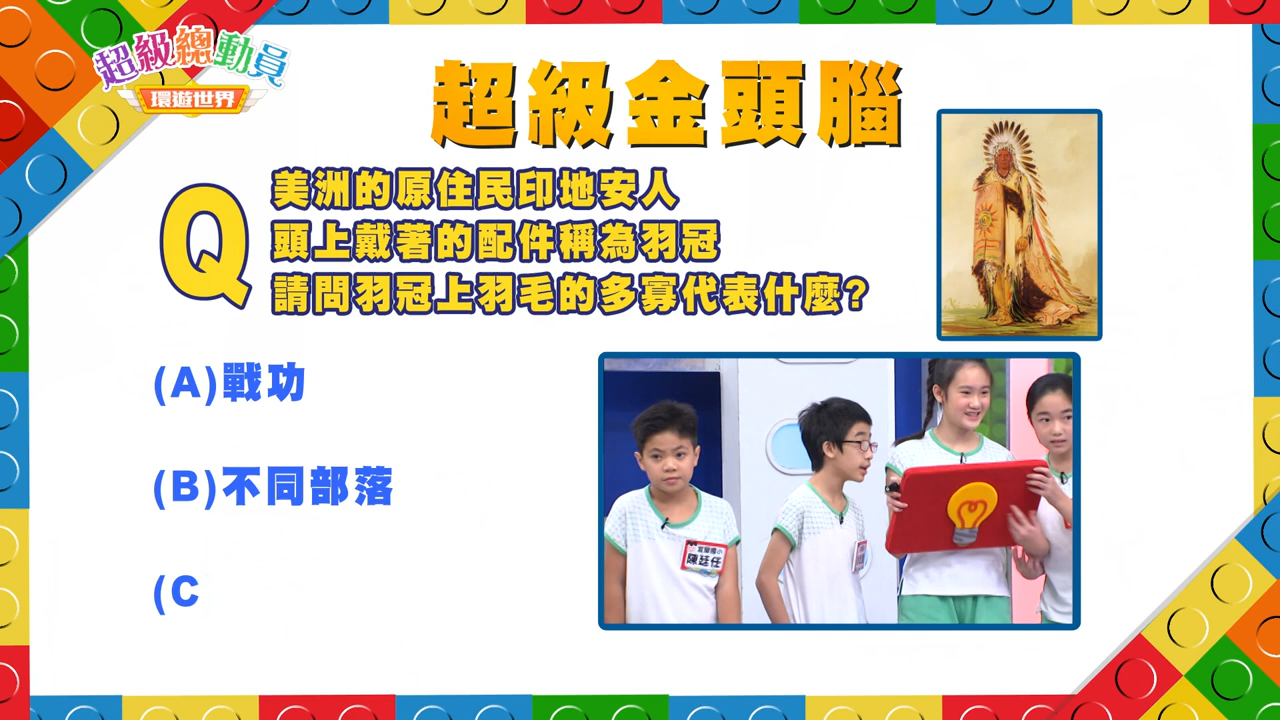 超級總動員
環遊世界
超級金頭腦
Q
美洲的原住民印地安人
頭上戴著的配件稱為羽冠
請問羽冠上羽毛的多寡代表什麼?
(A)戰功
(B)不同部落
(C
陳廷任